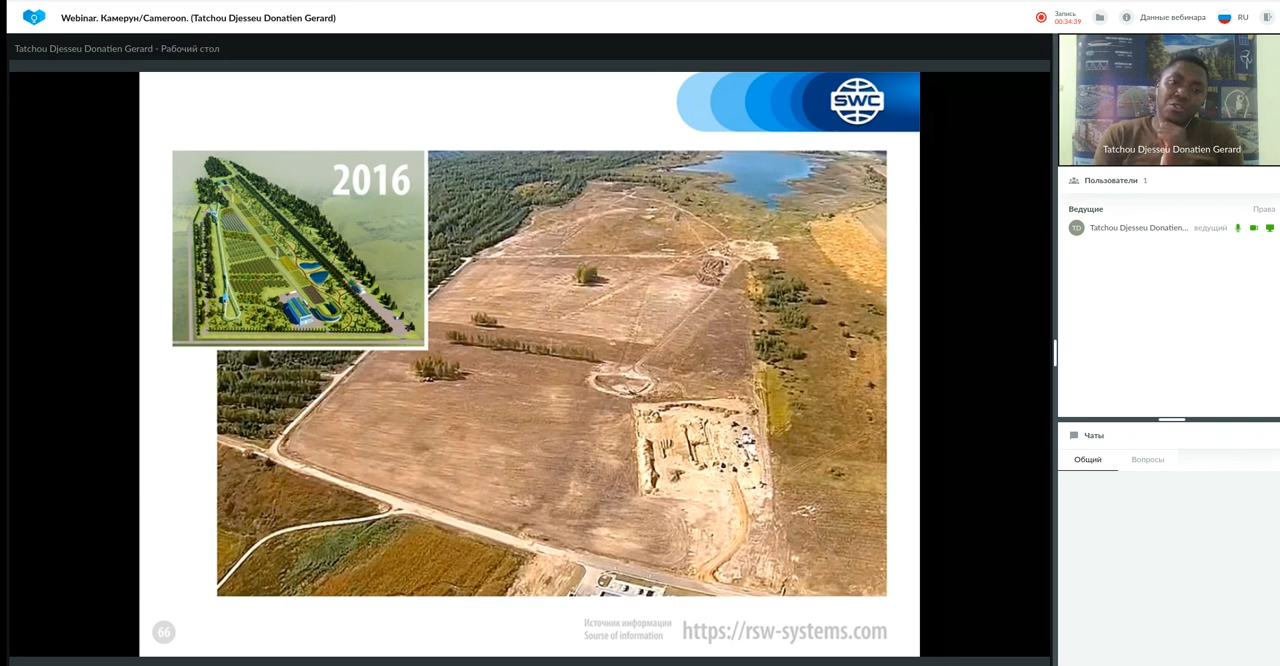 Webinar. Камерун/Cameroon. (Tatchou Djesseu Donatien Gerard)
Запись
00:34:39
Данные вебинара
RU
Tatchou Djesseu Donatien Gerard - Рабочий стол
SWC
2016
66
Источник информации
Sourse of information
https://rsw-systems.com
Tatchou Djesseu Donatien Gerard
Пользователи 1
Ведущие
Права
TD
Tatchou Djesseu Donatien...
ведущий
Чаты
Общий
Вопросы